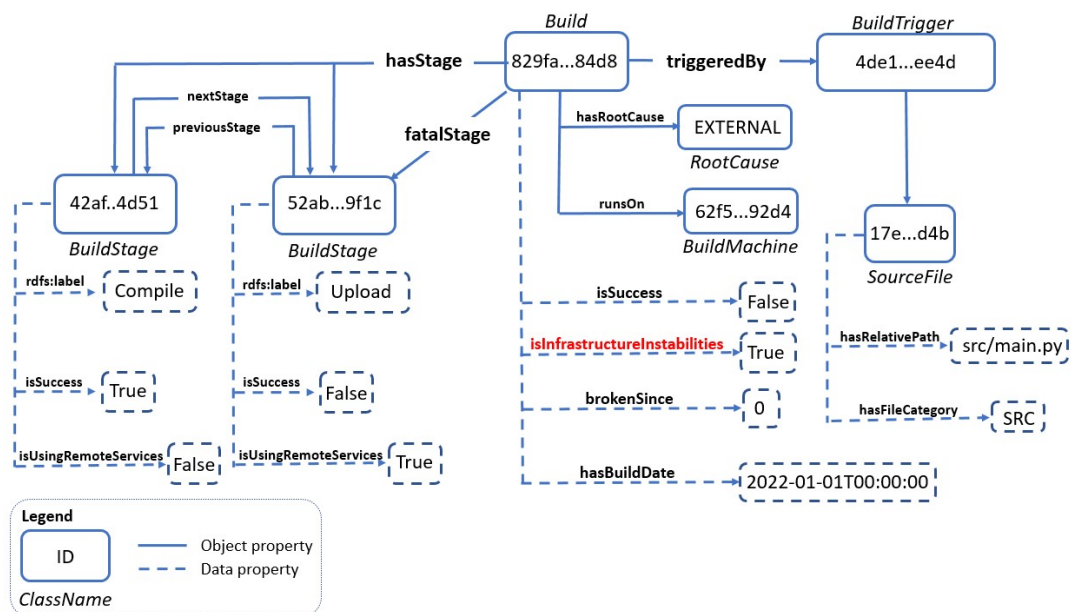 Build
BuildTrigger
829fa...84d8
4de1...ee4d
hasStage
triggeredBy
nextStage
previousStage
fatalStage
hasRootCause
EXTERNAL
RootCause
runsOn
62f5...92d4
BuildMachine
42af..4d51
BuildStage
52ab...9f1c
BuildStage
17e...d4b
SourceFile
rdfs:label
Compile
rdfs:label
Upload
isSuccess
False
isInfrastructureInstabilities
True
hasRelativePath
src/main.py
isSuccess
True
isSuccess
False
brokenSince
0
hasFileCategory
SRC
isUsingRemoteServices
False
isUsingRemoteServices
True
hasBuildDate
2022-01-01T00:00:00
Legend
ID
ClassName
Object property
Data property